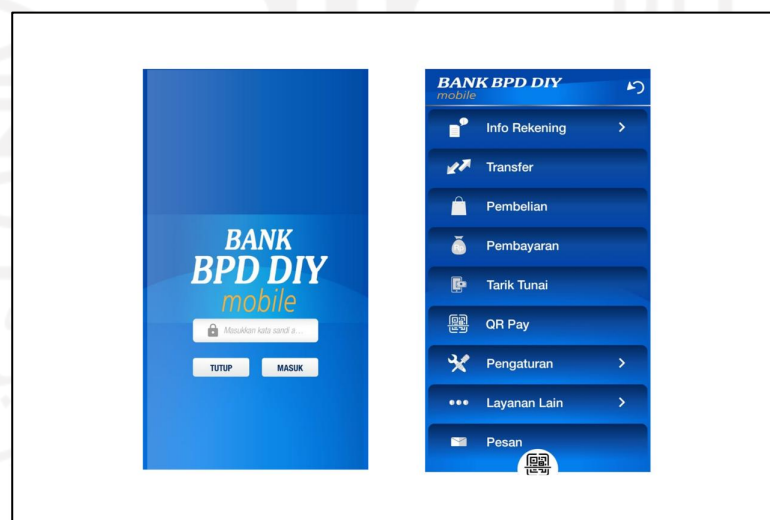 BANK
BPD DIY
mobile
Masukkan kata sandi a...
TUTUP
MASUK
BANK BPD DIY
mobile
Info Rekening
Transfer
Pembelian
Pembayaran
Tarik Tunai
QR Pay
Pengaturan
Layanan Lain
Pesan